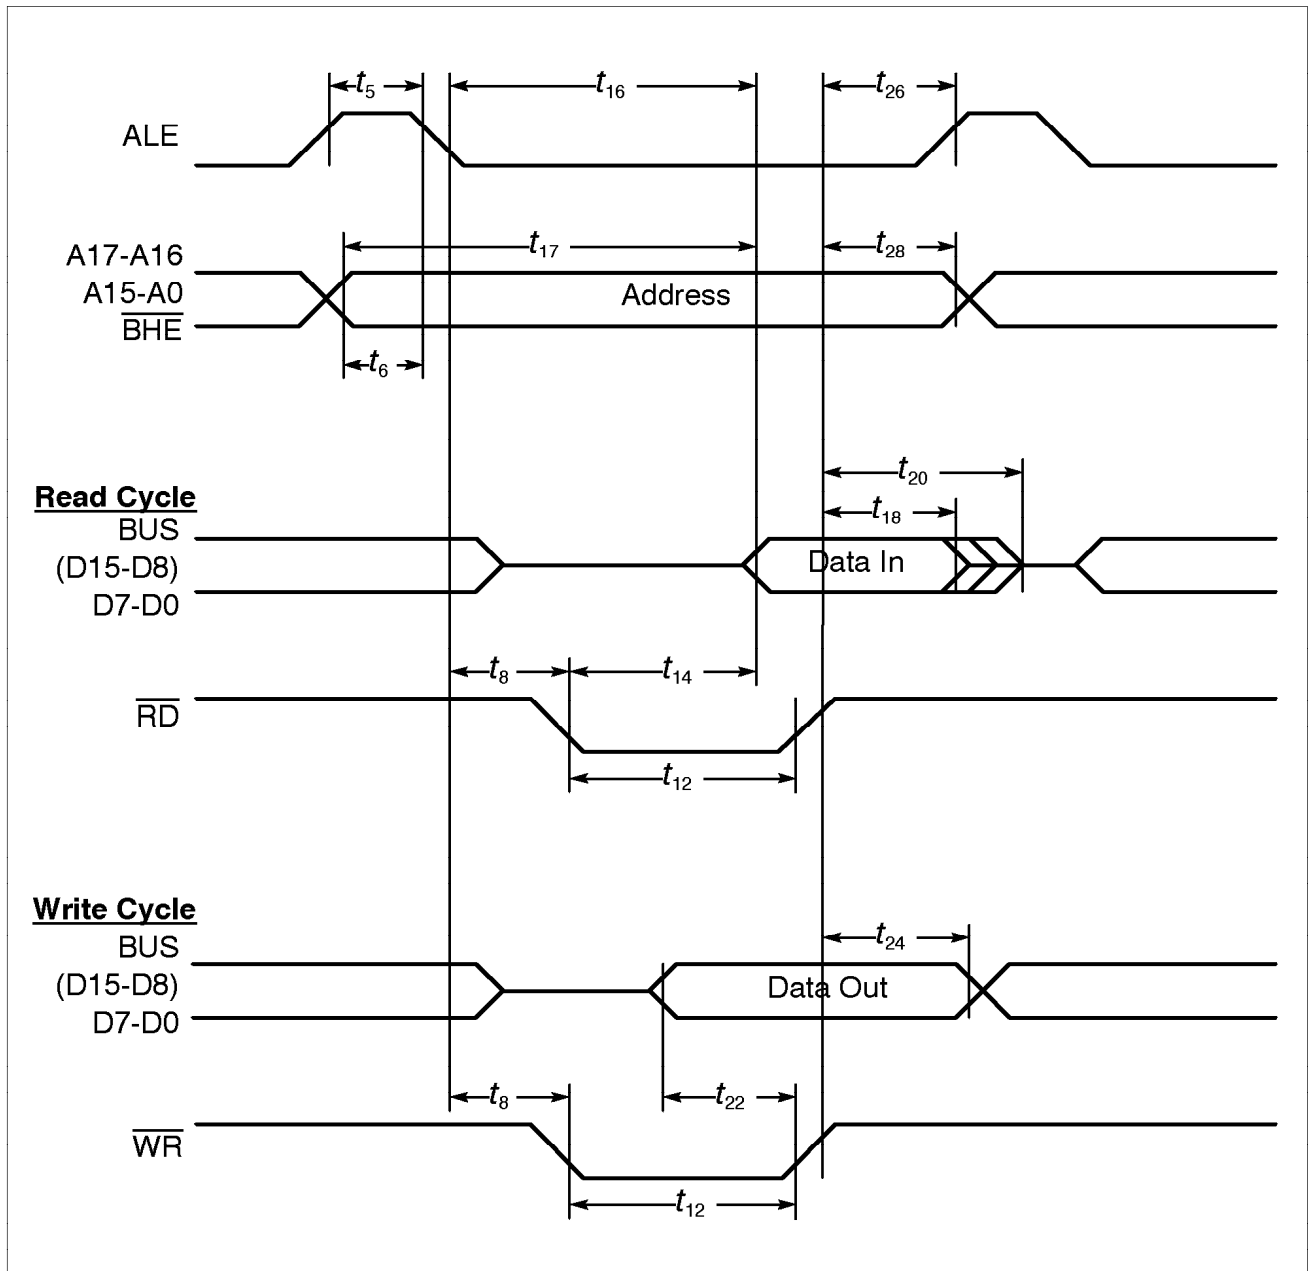 t5
t16
t26
ALE
A17-A16
t17
t28
A15-A0
Address
BHE
t6
t20
Read Cycle
t18
BUS
(D15-D8)
Data In
D7-D0
t8
t14
RD
t12
Write Cycle
t24
BUS
(D15-D8)
Data Out
D7-D0
t8
t22
WR
t12